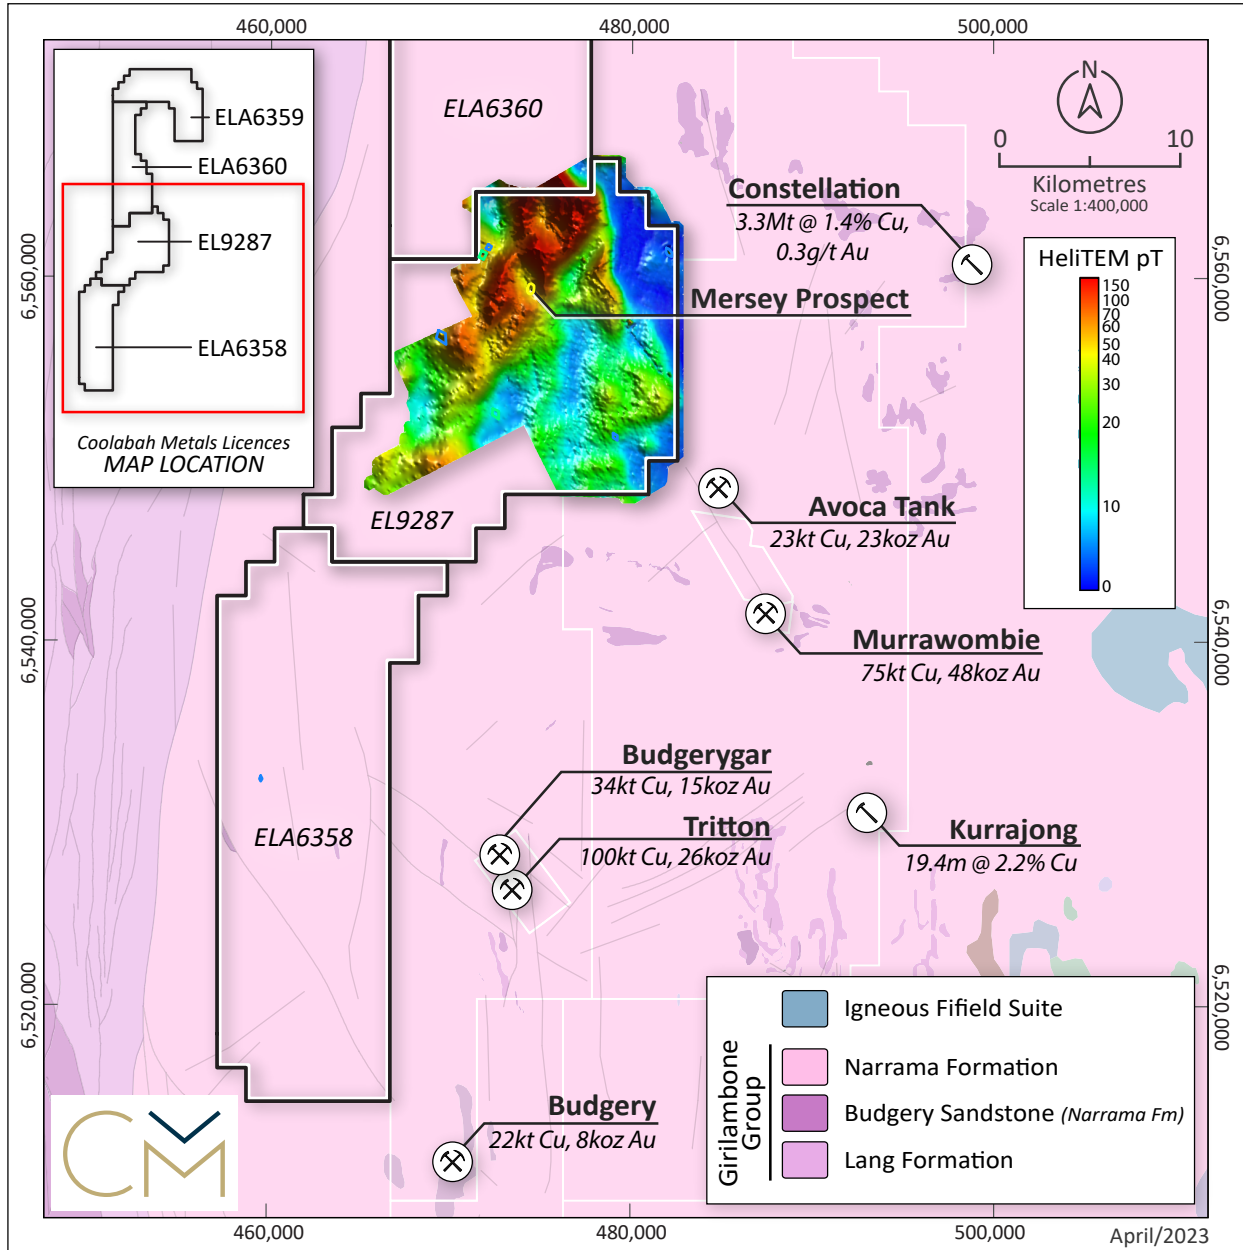 460,000
480,000
500,000
ELA6359
ELA6360
EL9287
ELA6358
Coolabah Metals Licences
MAP LOCATION
ELA6360
N
0
10
Kilometres
Scale 1:400,000
Constellation
3.3Mt @ 1.4% Cu,
0.3g/t Au
Mersey Prospect
HeliTEM pT
150
100
70
60
50
40
30
20
10
0
6,560,000
6,560,000
EL9287
Avoca Tank
23kt Cu, 23koz Au
Murrawombie
75kt Cu, 48koz Au
6,540,000
6,540,000
Budgerygar
34kt Cu, 15koz Au
Tritton
100kt Cu, 26koz Au
ELA6358
Kurrajong
19.4m @ 2.2% Cu
6,520,000
6,520,000
Igneous Fifield Suite
Girilambone
Group
Narrama Formation
Budgery Sandstone (Narrama Fm)
Lang Formation
Budgery
22kt Cu, 8koz Au
CM
460,000
480,000
500,000
April/2023